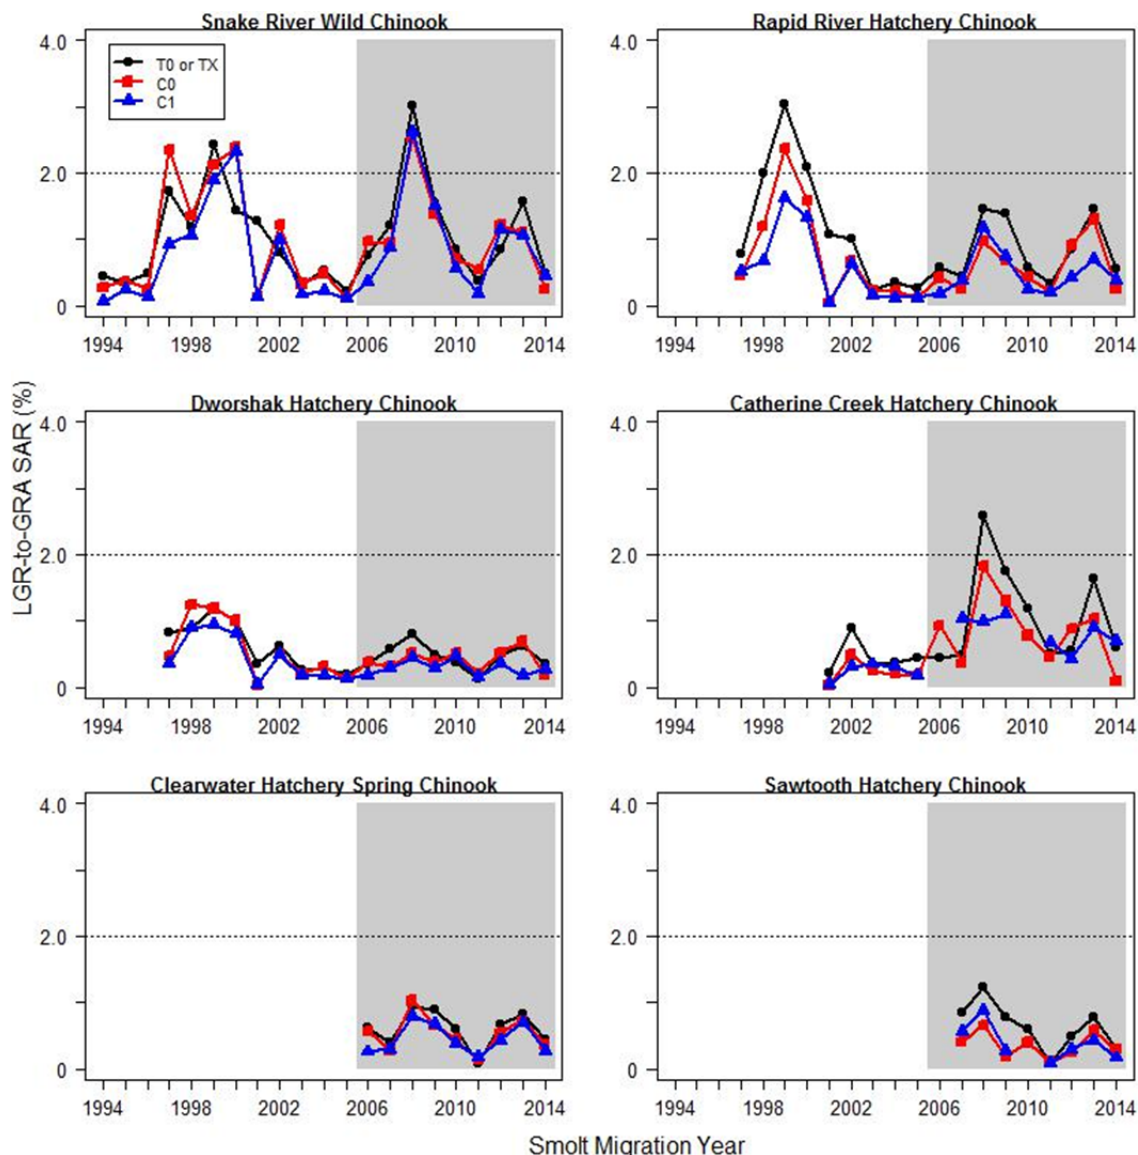 Snake River Wild Chinook
4.0
2.0
0
T0 or TX
C0
C1
1994 1998 2002 2006 2010 2014
Rapid River Hatchery Chinook
4.0
2.0
0
1994 1998 2002 2006 2010 2014
LGR-to-GRA SAR (%)
Dworshak Hatchery Chinook
4.0
2.0
0
1994 1998 2002 2006 2010 2014
Catherine Creek Hatchery Chinook
4.0
2.0
0
1994 1998 2002 2006 2010 2014
Clearwater Hatchery Spring Chinook
4.0
2.0
0
1994 1998 2002 2006 2010 2014
Sawtooth Hatchery Chinook
4.0
2.0
0
1994 1998 2002 2006 2010 2014
Smolt Migration Year